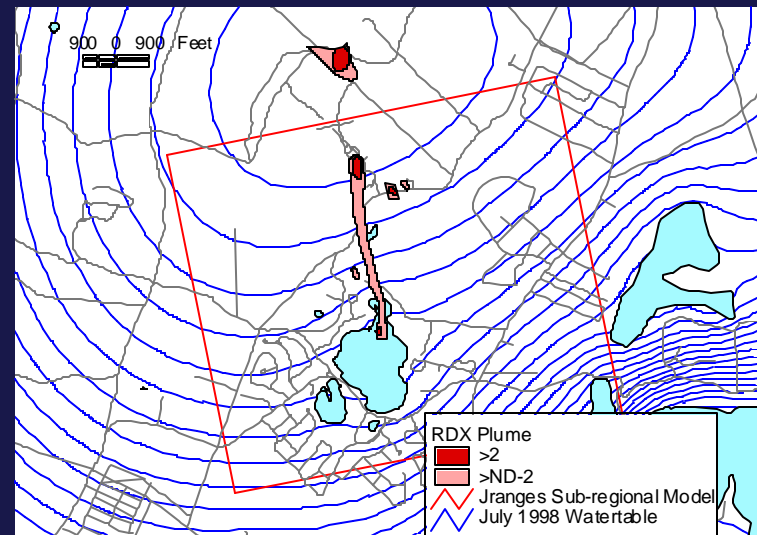 900 0 900 Feet
RDX Plume
>2
>ND-2
Jranges Sub-regional Model
July 1998 Watertable